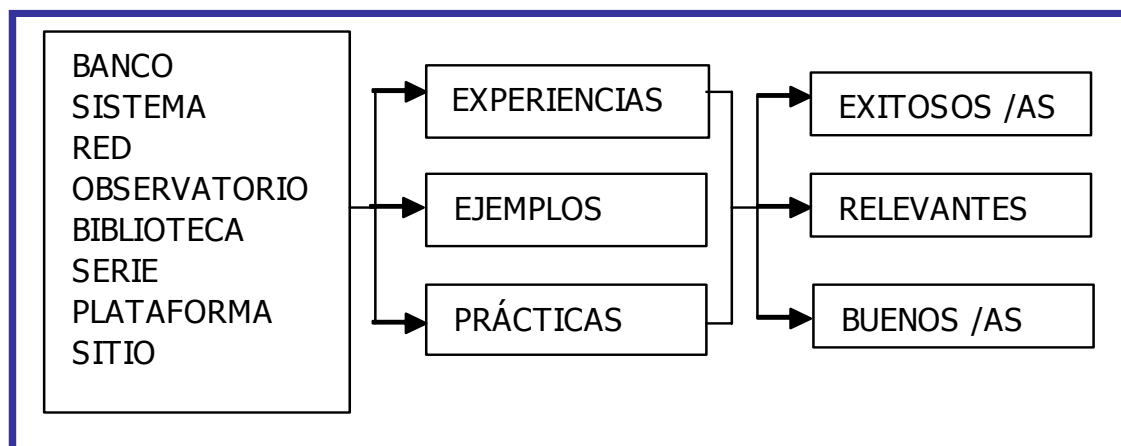 BANCO
SISTEMA
RED
OBSERVATORIO
BIBLIOTECA
SERIE
PLATAFORMA
SITIO
EXPERIENCIAS
EJEMPLOS
PRÁCTICAS
EXITOSOS /AS
RELEVANTES
BUENOS /AS